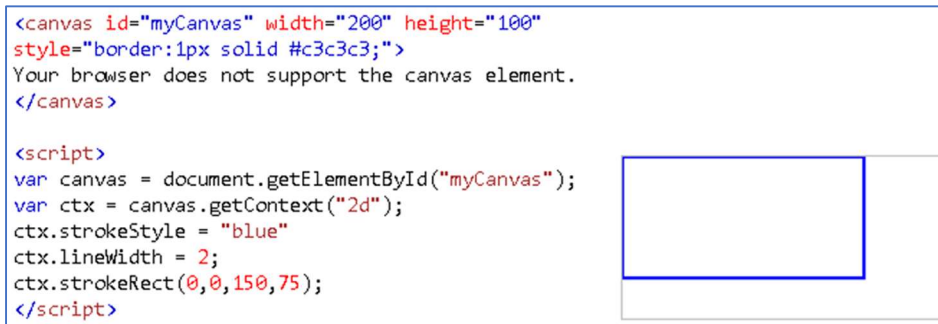 <canvas id="myCanvas" width="200" height="100"
style="border:1px solid #c3c3c3;">
Your browser does not support the canvas element.
</canvas>

<script>
var canvas = document.getElementById("myCanvas");
var ctx = canvas.getContext("2d");
ctx.strokeStyle = "blue"
ctx.lineWidth = 2;
ctx.strokeRect(0,0,150,75);
</script>